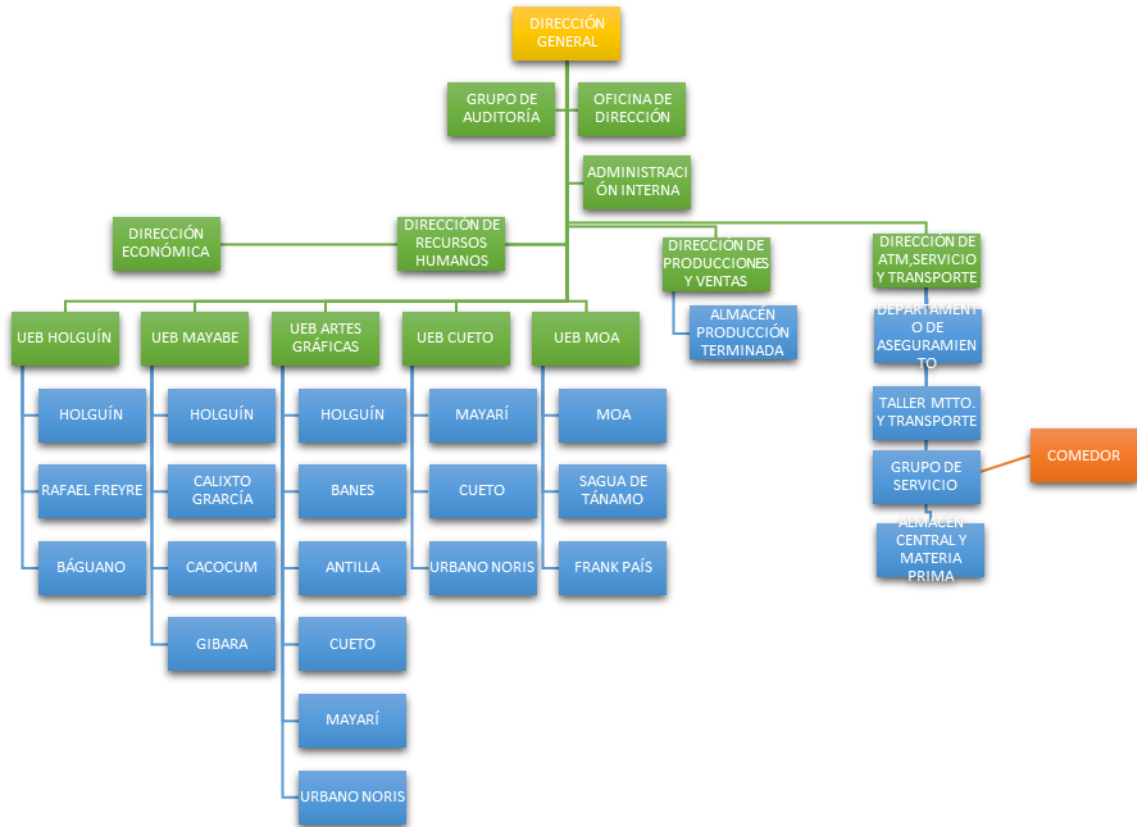 DIRECCIÓN
GENERAL
GRUPO DE
AUDITORÍA
OFICINA DE
DIRECCIÓN
ADMINISTRACI
ÓN INTERNA
DIRECCIÓN
ECONÓMICA
DIRECCIÓN DE
RECURSOS
HUMANOS
DIRECCIÓN DE
PRODUCCIONES
Y VENTAS
DIRECCIÓN DE
ATM,SERVICIO
Y TRANSPORTE
ALMACÉN
PRODUCCIÓN
TERMINADA
DEPARTAMENT
O DE
ASEGURAMIEN
TO
TALLER MTTO.
Y TRANSPORTE
GRUPO DE
SERVICIO
COMEDOR
ALMACÉN
CENTRAL Y
MATERIA
PRIMA
UEB HOLGUÍN
HOLGUÍN
RAFAEL FREYRE
BÁGUANO
UEB MAYABE
HOLGUÍN
CALIXTO
GRARCÍA
CACOCUM
GIBARA
UEB ARTES
GRÁFICAS
HOLGUÍN
BANES
ANTILLA
CUETO
MAYARÍ
URBANO NORIS
UEB CUETO
MAYARÍ
CUETO
URBANO NORIS
UEB MOA
MOA
SAGUA DE
TÁNAMO
FRANK PAÍS